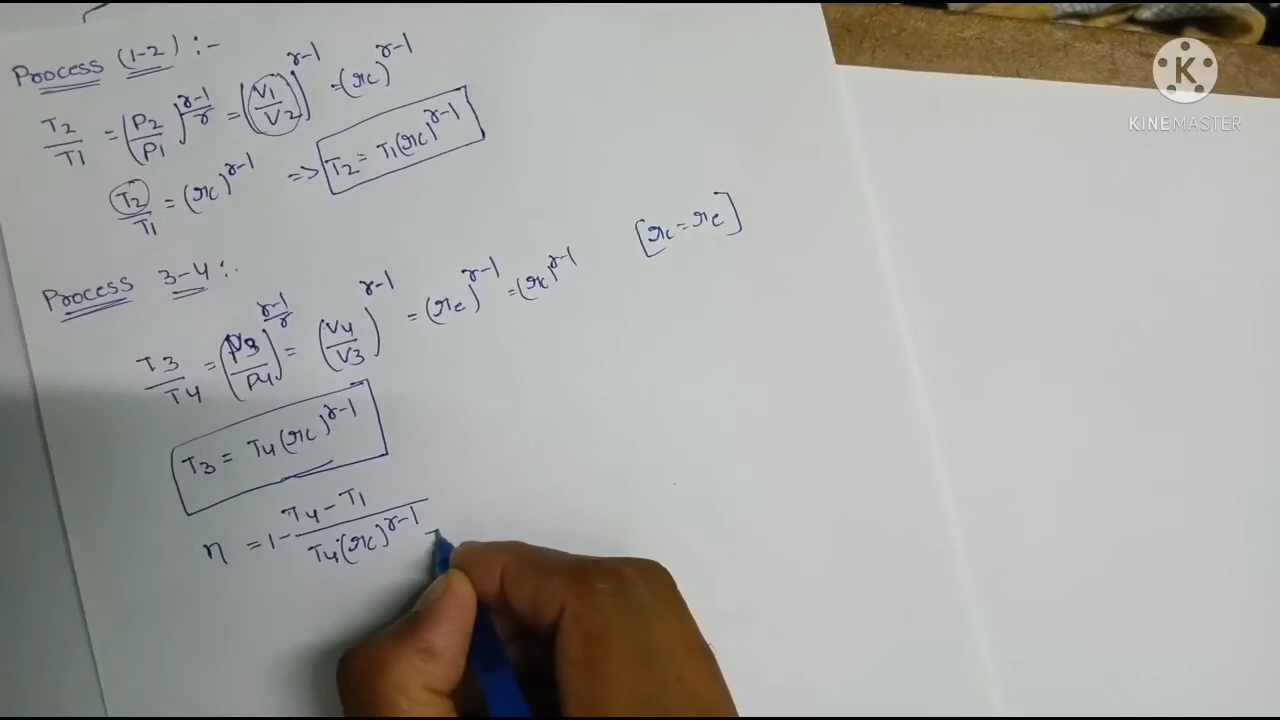 Process (1-2) :-
T2/T1 = (P2/P1)^(γ-1)/γ = (V1/V2)^γ-1 = (rc)^γ-1
T2/T1 = (rc)^γ-1 => T2 = T1(rc)^γ-1
Process 3-4 :.
[rc = re]
T3/T4 = (P3/P4)^(γ-1)/γ = (V4/V3)^γ-1 = (re)^γ-1 = (rc)^γ-1
T3 = T4(rc)^γ-1
η = 1 - T4 - T1/T4(rc)^γ-1 -
K
KINEMASTER